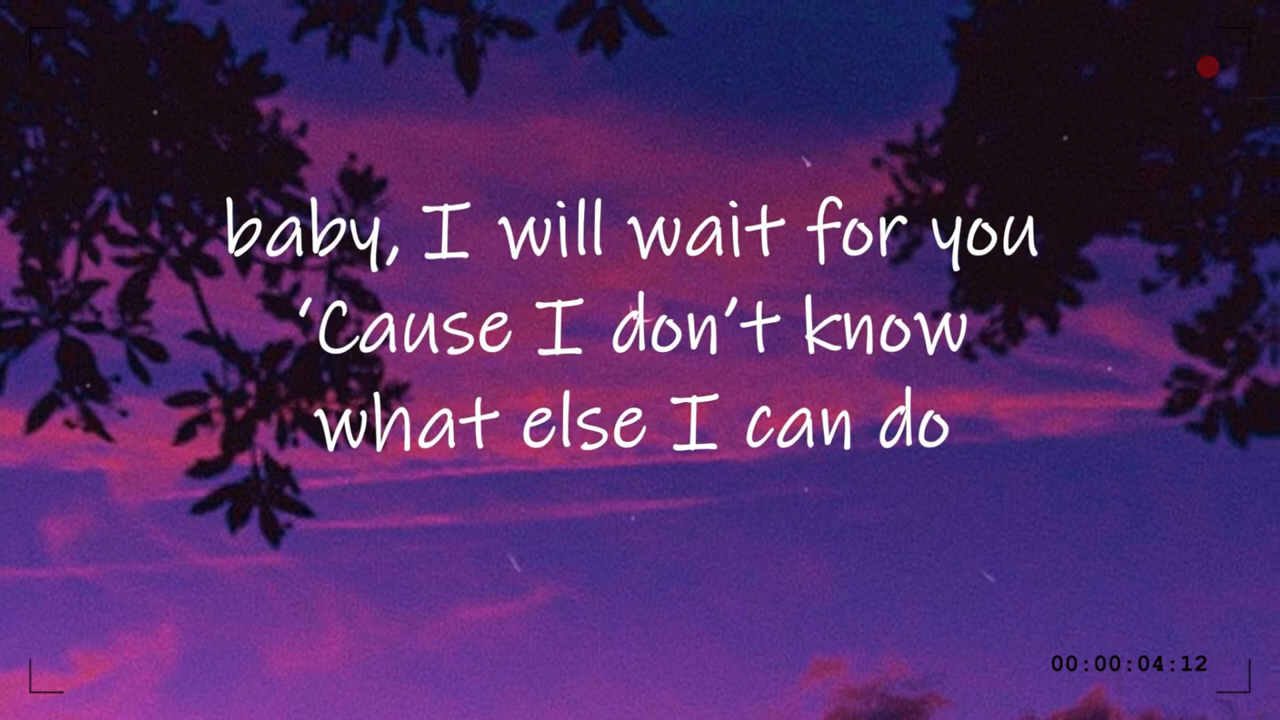 baby, I will wait for you
‘Cause I don’t know
what else I can do
00:00:04:12